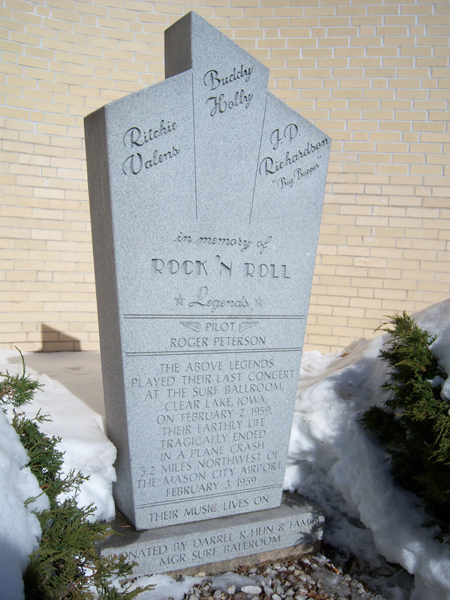 Ritchie
Valens
Buddy
Holly
J.P.
Richardson
"Big Bopper"
in memory of
ROCK 'N ROLL
Legends
PILOT
ROGER PETERSON
THE ABOVE LEGENDS
PLAYED THEIR LAST CONCERT
AT THE SURF BALLROOM,
CLEAR LAKE, IOWA
ON FEBRUARY 2, 1959.
THEIR EARTHLY LIFE
TRAGICALLY ENDED
IN A PLANE CRASH
5.2 MILES NORTHWEST OF
THE MASON CITY AIRPORT
FEBRUARY 3, 1959
THEIR MUSIC LIVES ON
DONATED BY DARREL R. HEIN & FAMILY
MGR. SURF BALLROOM